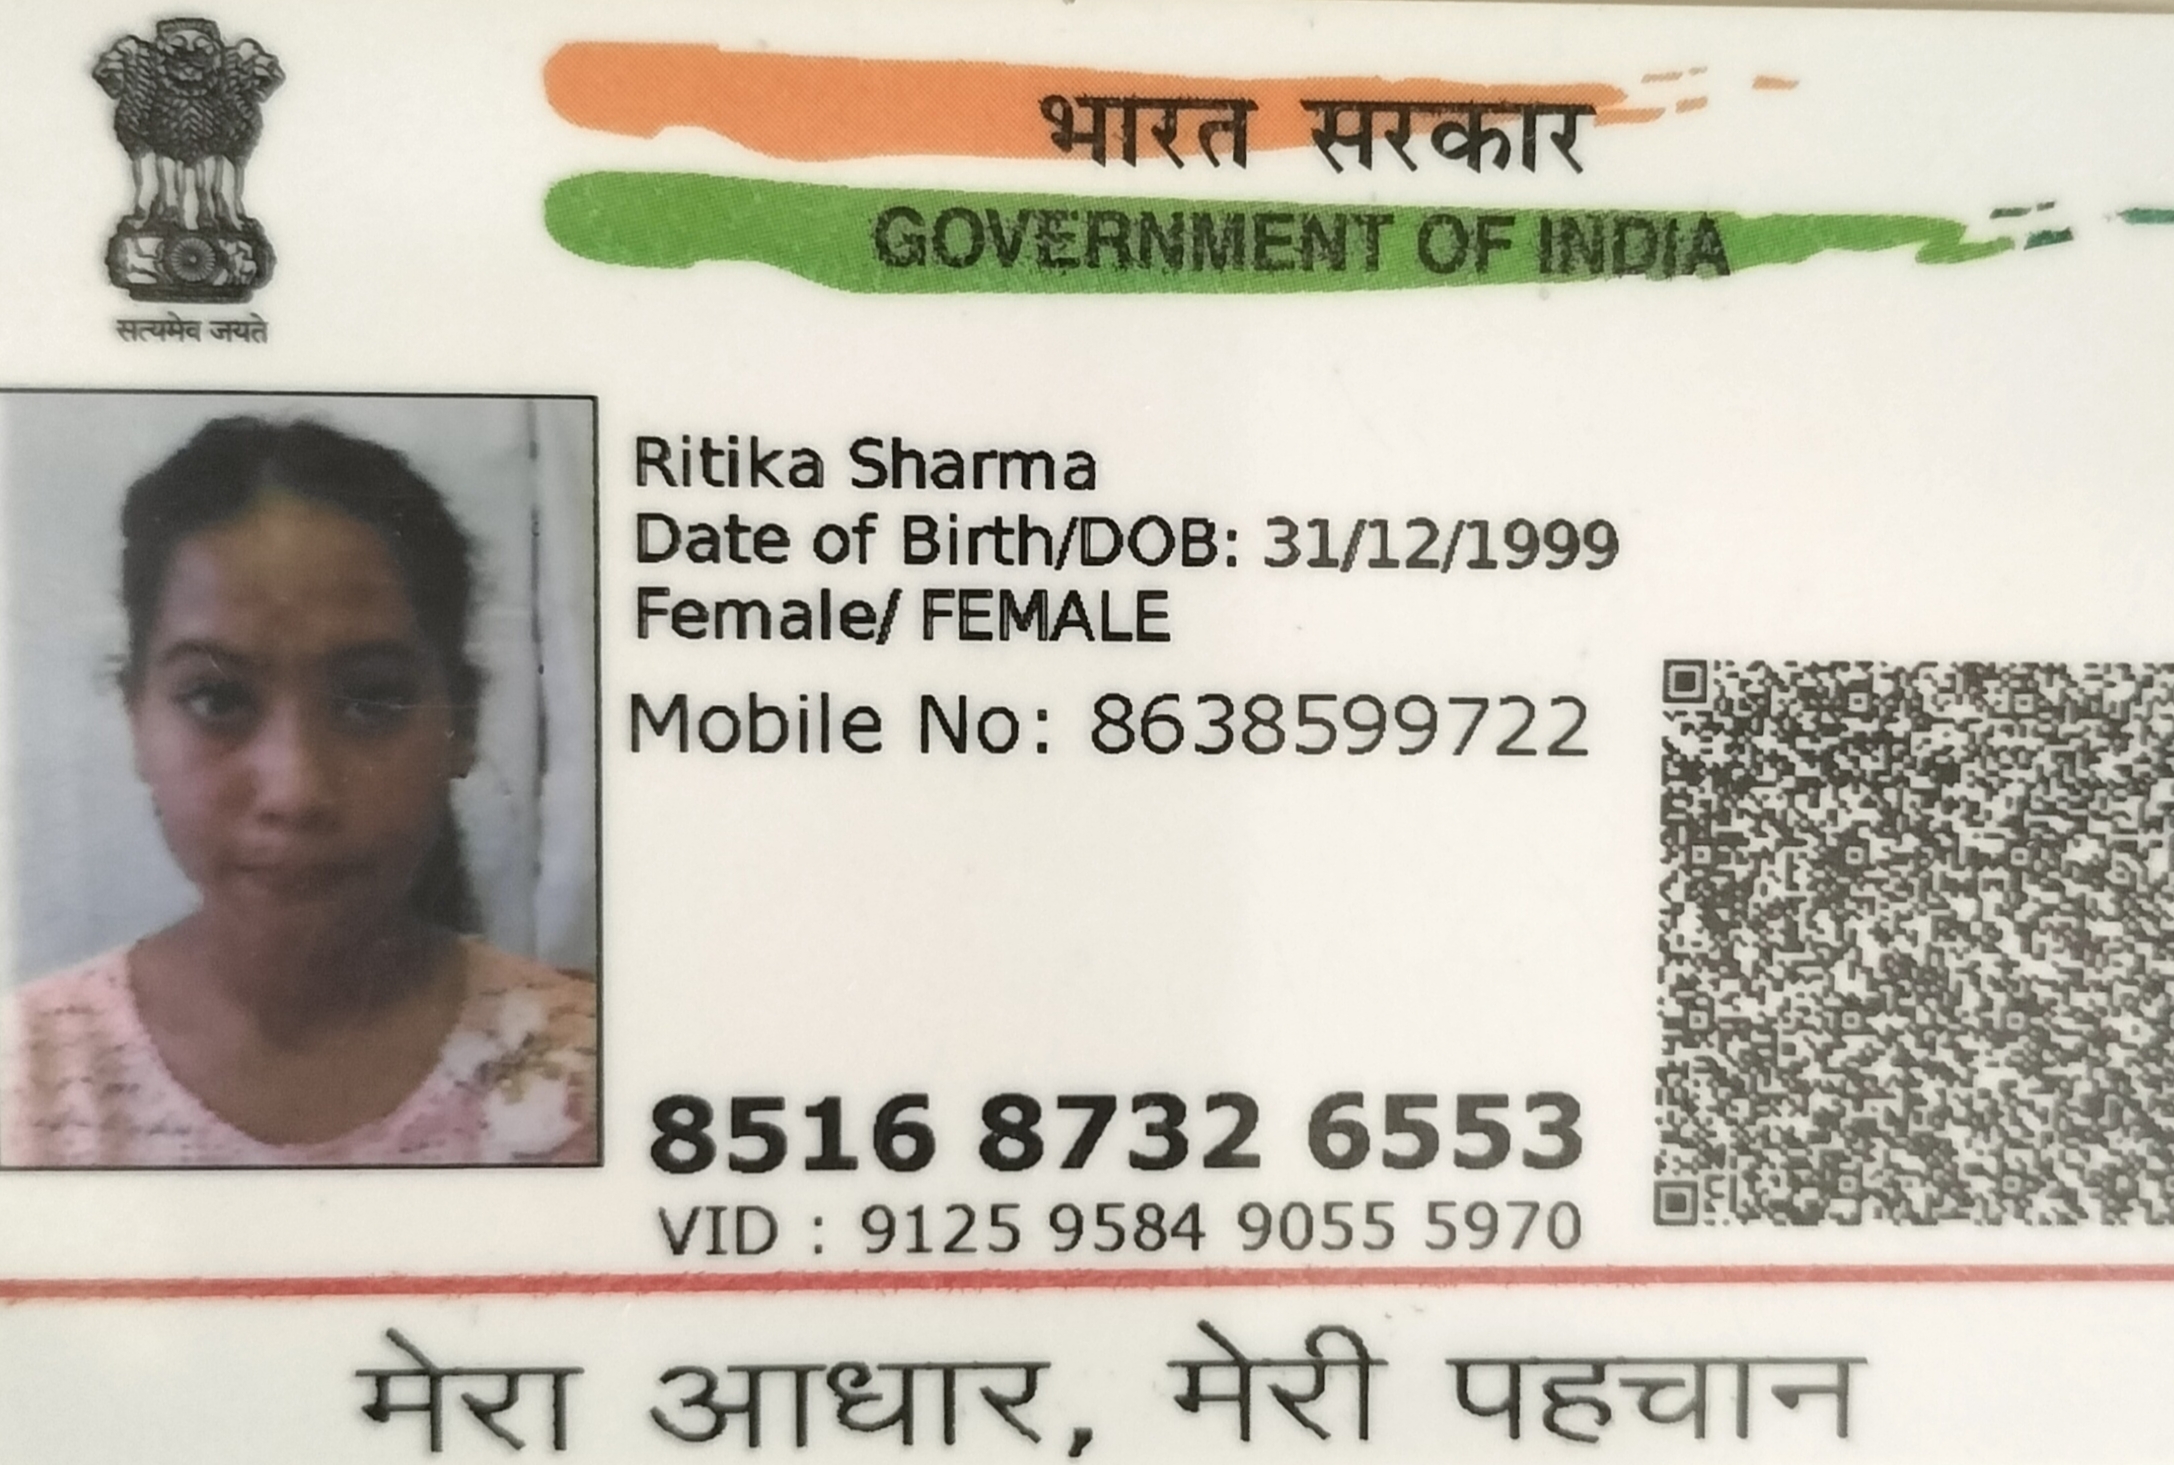 भारत सरकार
GOVERNMENT OF INDIA
सत्यमेव जयते
Ritika Sharma
Date of Birth/DOB: 31/12/1999
Female/ FEMALE
Mobile No: 8638599722
8516 8732 6553
VID : 9125 9584 9055 5970
मेरा आधार, मेरी पहचान